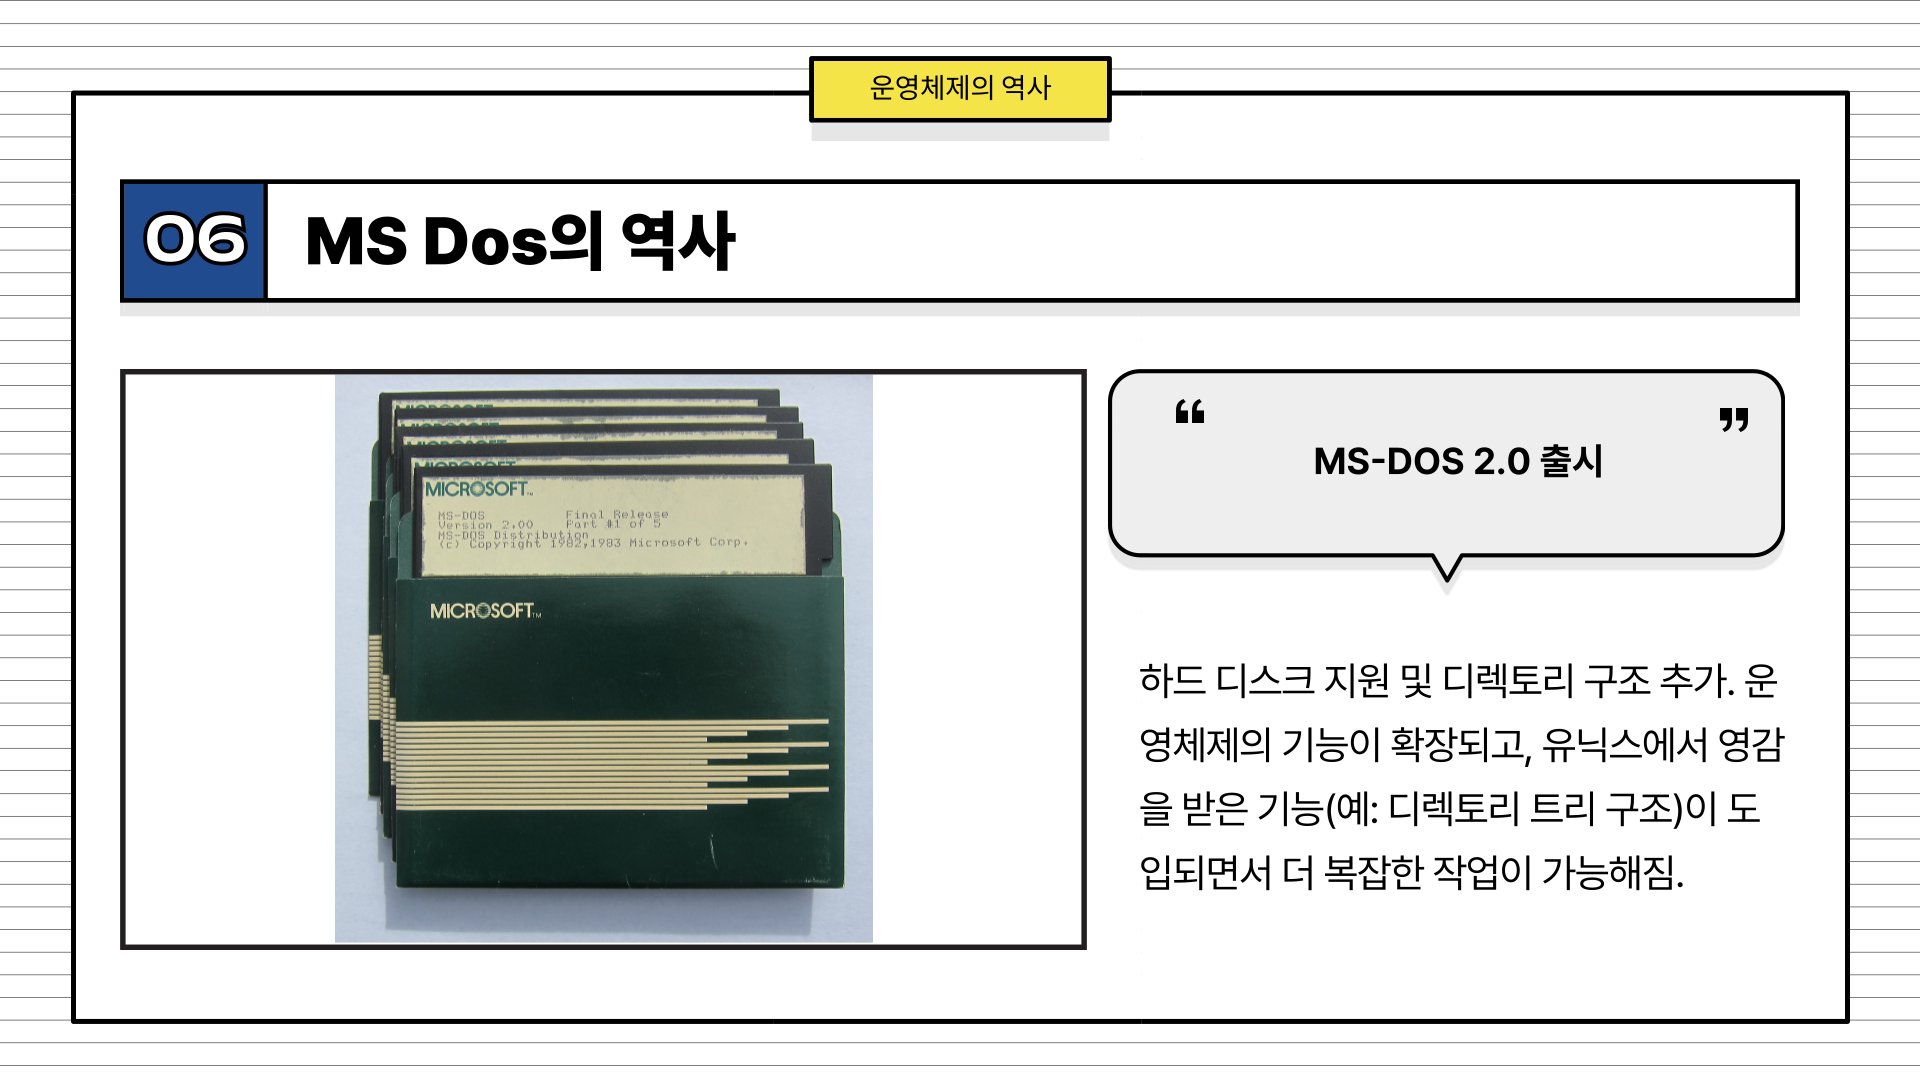 운영체제의 역사
06
MS Dos의 역사
MICROSOFT
MICROSOFT
MICROSOFT
MICROSOFT
MICROSOFT™
MS-DOS Final Release
Version 2.00 Part #1 of 5
MS-DOS Distribution
(c) Copyright 1982,1983 Microsoft Corp.
MICROSOFT™
“ ”
MS-DOS 2.0 출시
하드 디스크 지원 및 디렉토리 구조 추가. 운
영체제의 기능이 확장되고, 유닉스에서 영감
을 받은 기능(예: 디렉토리 트리 구조)이 도
입되면서 더 복잡한 작업이 가능해짐.